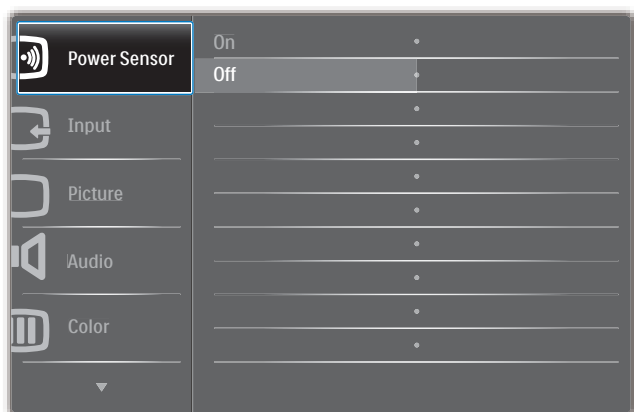 Power Sensor
On
Off
Input
Picture
Audio
Color